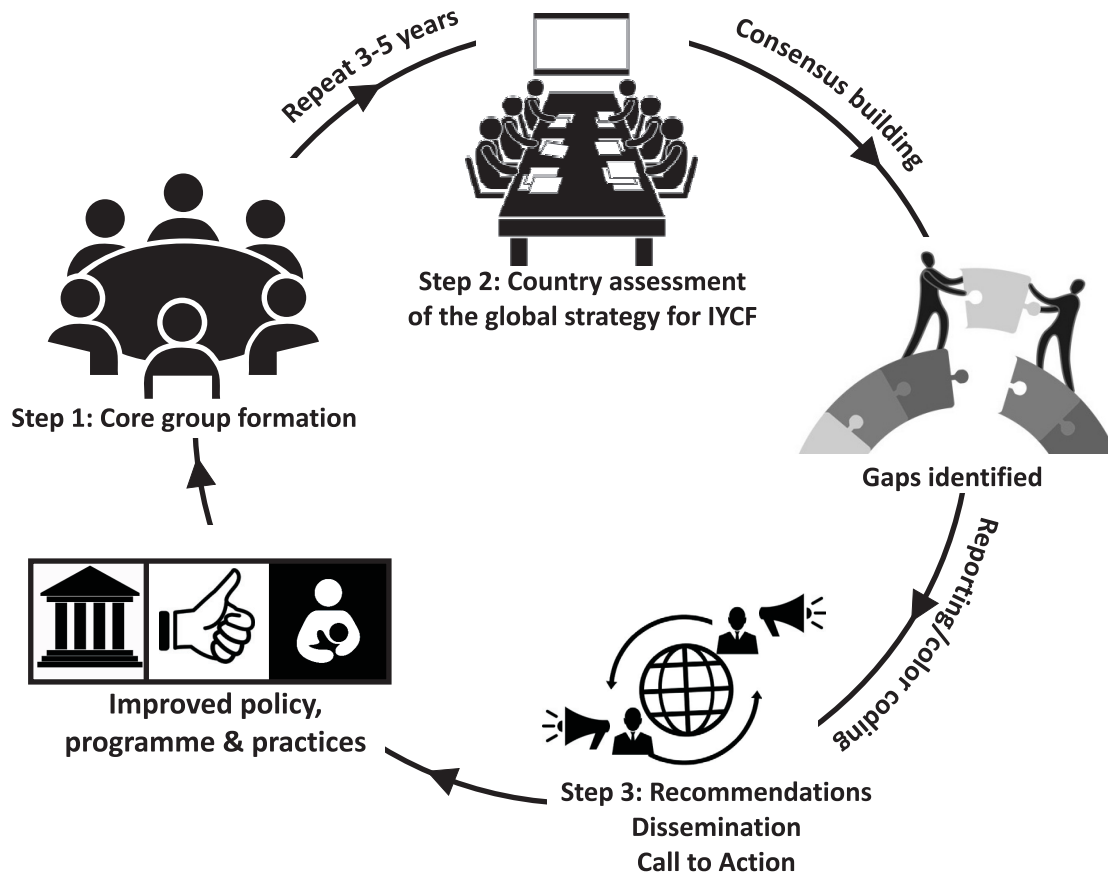 Repeat 3-5 years
Consensus building
Step 1: Core group formation
Step 2: Country assessment
of the global strategy for IYCF
Gaps identified
Reporting/color coding
Step 3: Recommendations
Dissemination
Call to Action
Improved policy,
programme & practices